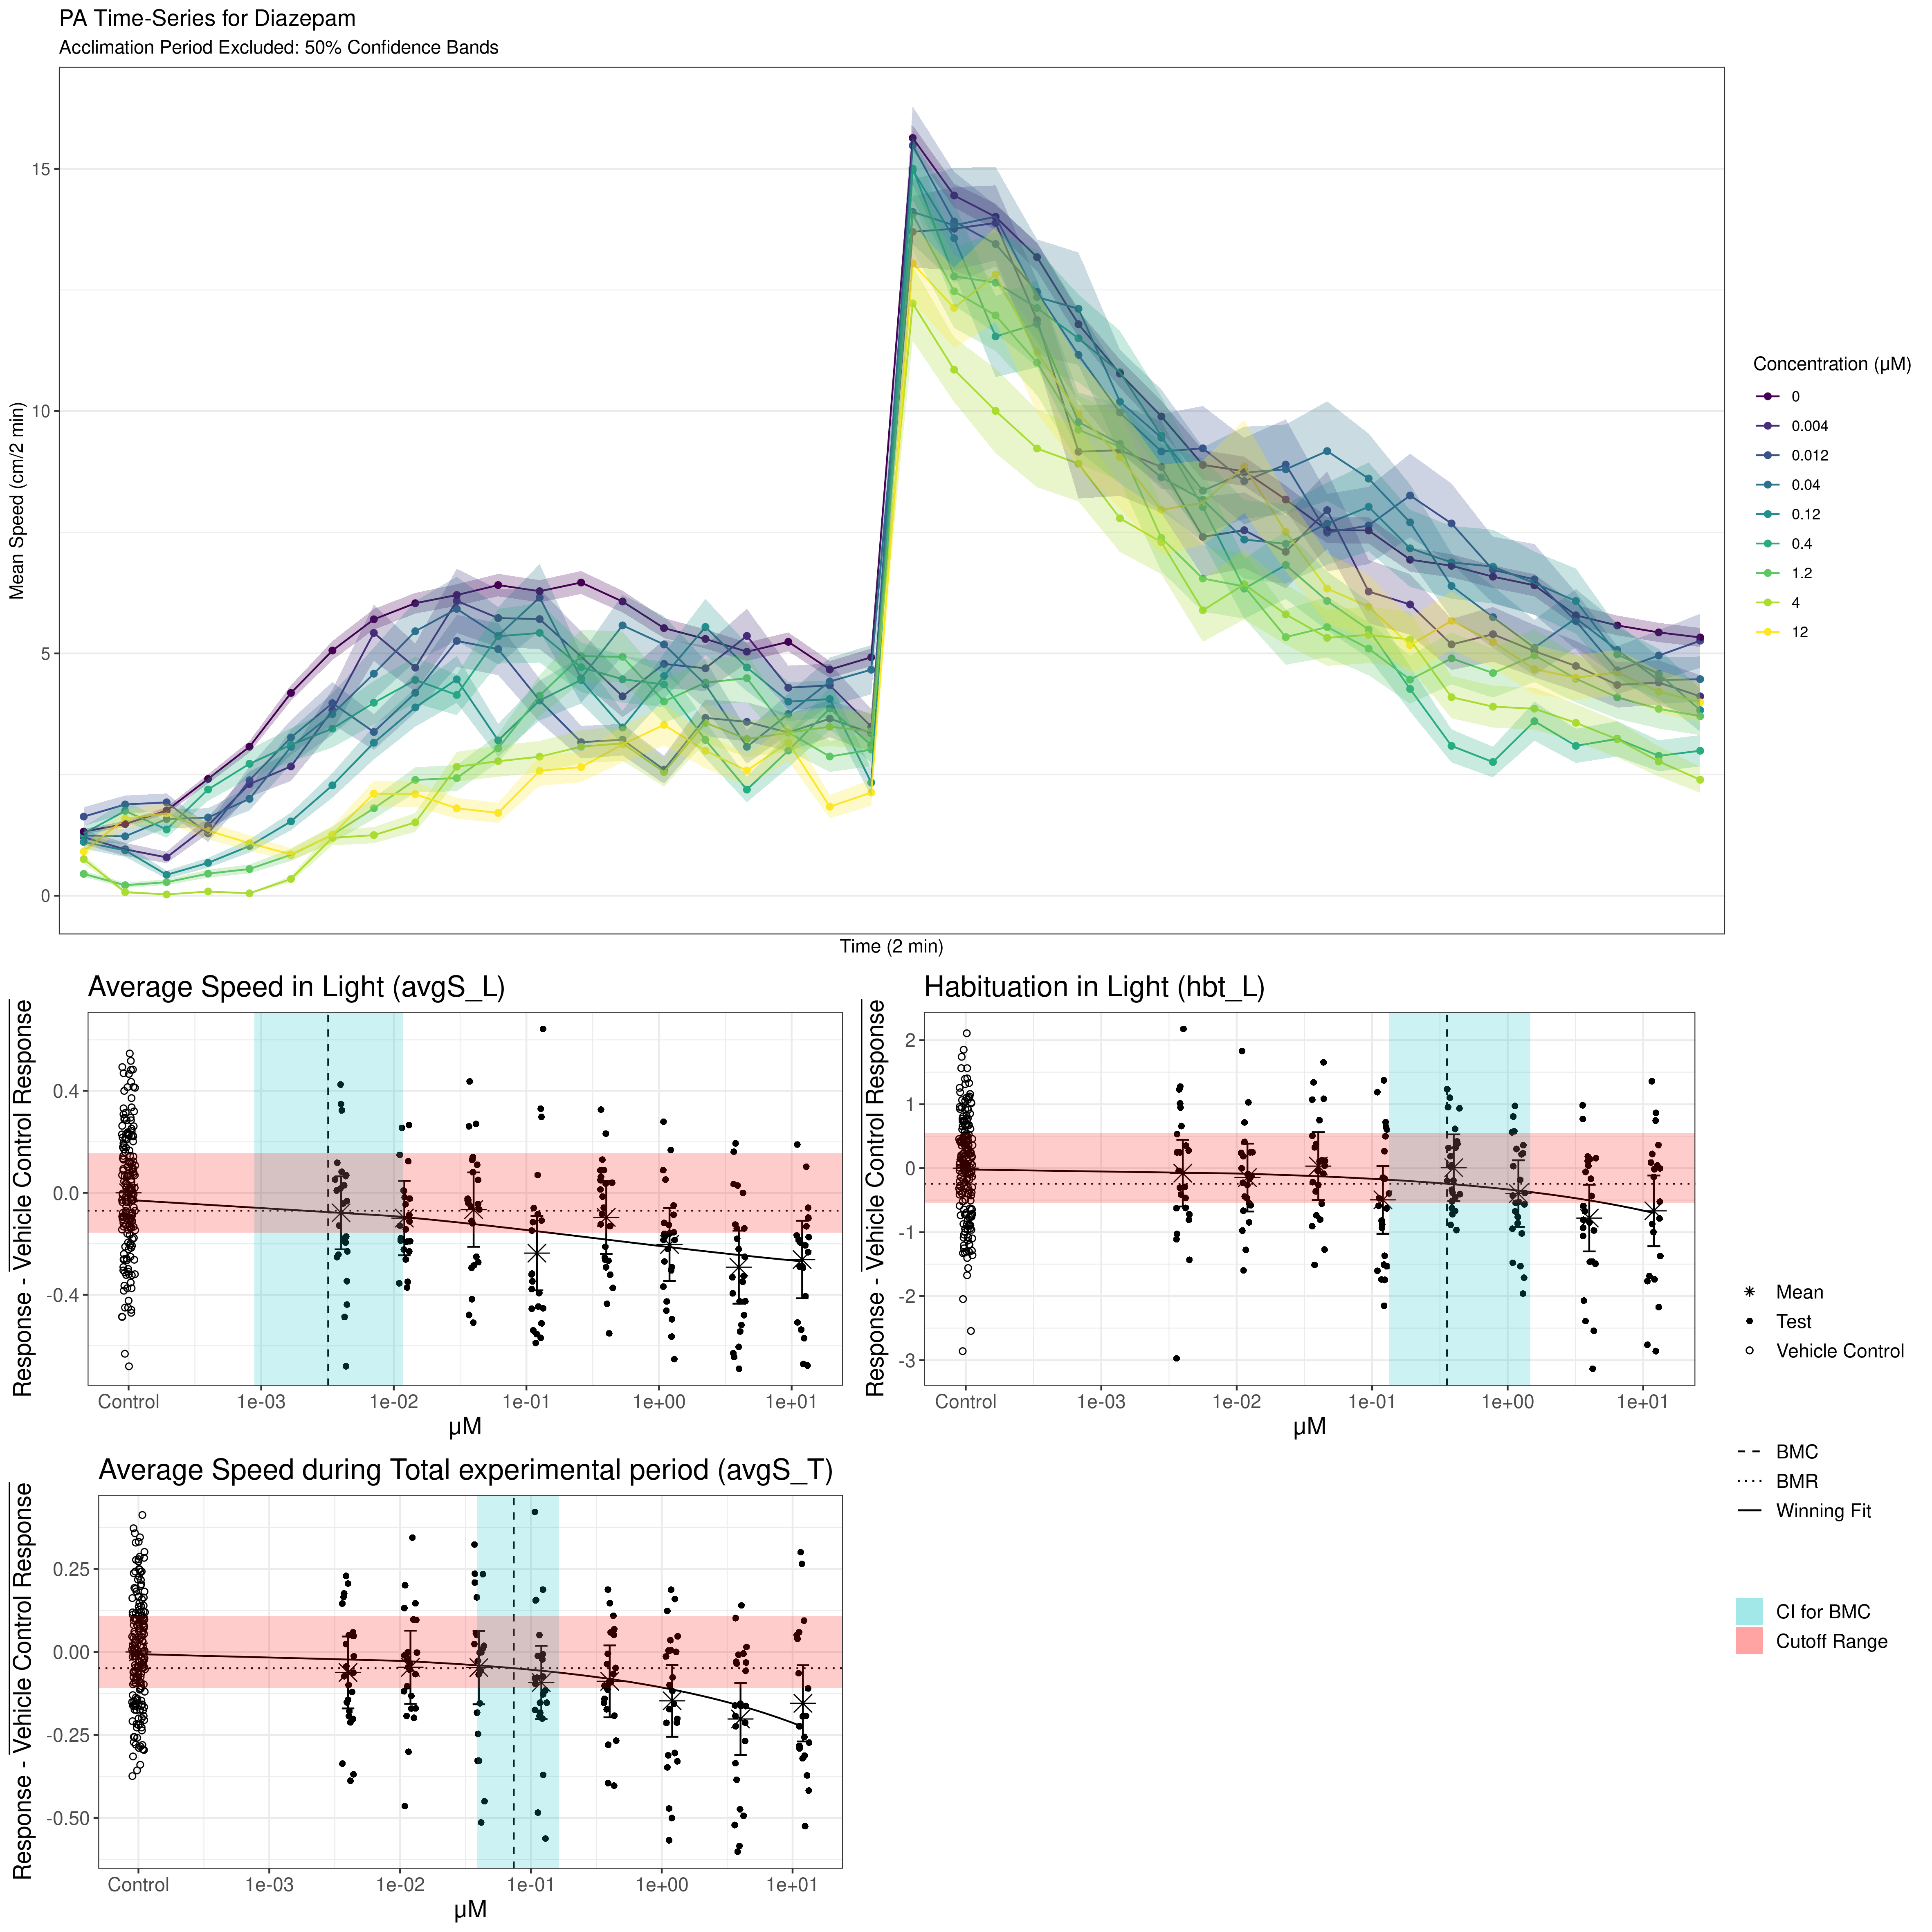 PA Time-Series for Diazepam
Acclimation Period Excluded: 50% Confidence Bands
Mean Speed (cm/2 min)
15
10
5
0
Time (2 min)
Concentration (µM)
0
0.004
0.012
0.04
0.12
0.4
1.2
4
12
Average Speed in Light (avgS_L)
Response - Vehicle Control Response
0.4
0.0
-0.4
Control 1e-03 1e-02 1e-01 1e+00 1e+01
µM
Habituation in Light (hbt_L)
Response - Vehicle Control Response
2
1
0
-1
-2
-3
Control 1e-03 1e-02 1e-01 1e+00 1e+01
µM
Average Speed during Total experimental period (avgS_T)
Response - Vehicle Control Response
0.25
0.00
-0.25
-0.50
Control 1e-03 1e-02 1e-01 1e+00 1e+01
µM
Mean
Test
Vehicle Control
BMC
BMR
Winning Fit
CI for BMC
Cutoff Range